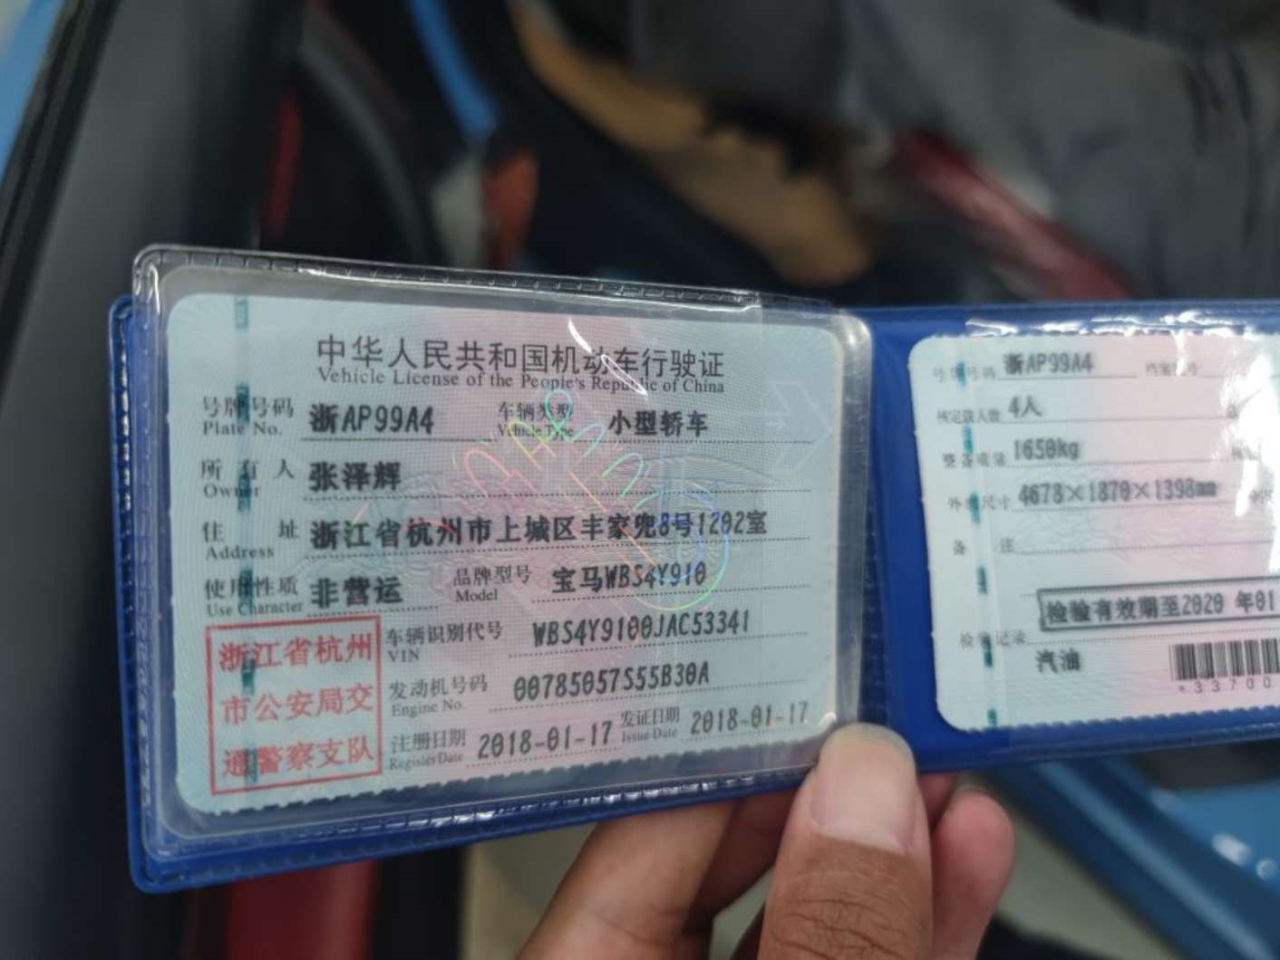 中华人民共和国机动车行驶证
Vehicle License of the People's Republic of China
号牌号码 浙AP99A4 车辆类型 小型轿车
Plate No. Vehicle Type
所有人 张泽辉
Owner
住址 浙江省杭州市上城区丰家兜8号1202室
Address
使用性质 非营运 品牌型号 宝马WBS4Y910
Use Character Model
浙江省杭州
市公安局交
通警察支队
车辆识别代号 WBS4Y9100JAC53341
VIN
发动机号码 00785057S55B30A
Engine No.
注册日期 2018-01-17 发证日期 2018-01-17
Register Date Issue Date
号牌号码 浙AP99A4 档案编号
核定载人数 4人
整备质量 1650kg
外廓尺寸 4678×1870×1398mm
备注
检验有效期至2020 年01
检验记录
汽油
*33700